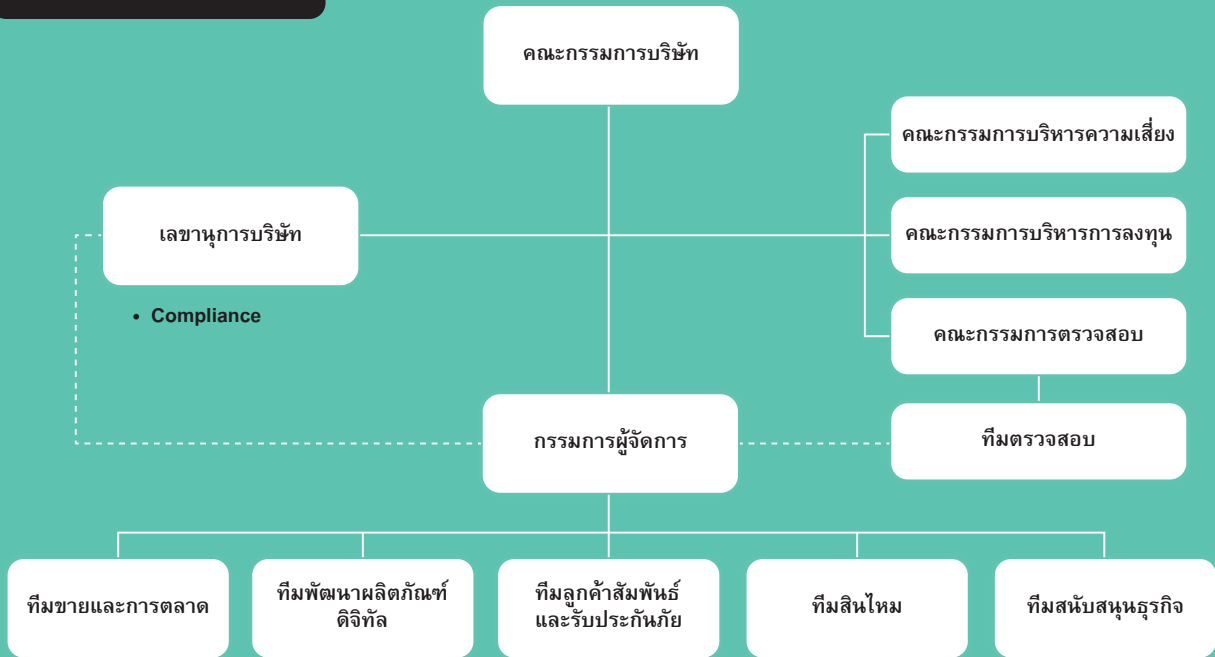 คณะกรรมการบริษัท
คณะกรรมการบริหารความเสี่ยง
เลขานุการบริษัท
คณะกรรมการบริหารการลงทุน
• Compliance
คณะกรรมการตรวจสอบ
กรรมการผู้จัดการ
ทีมตรวจสอบ
ทีมขายและการตลาด
ทีมพัฒนาผลิตภัณฑ์
ดิจิทัล
ทีมลูกค้าสัมพันธ์
และรับประกันภัย
ทีมสินไหม
ทีมสนับสนุนธุรกิจ